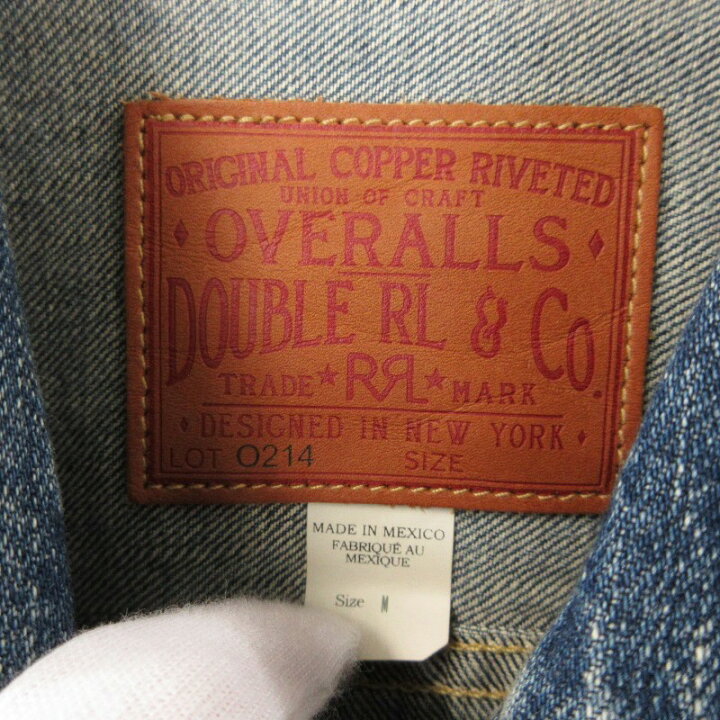 ORIGINAL COPPER RIVETED
UNION OF CRAFT
OVERALLS
DOUBLE RL & CO.
TRADE ★ RRL ★ MARK
DESIGNED IN NEW YORK
LOT 0214 SIZE
MADE IN MEXICO
FABRIQUÉ AU
MEXIQUE
Size M